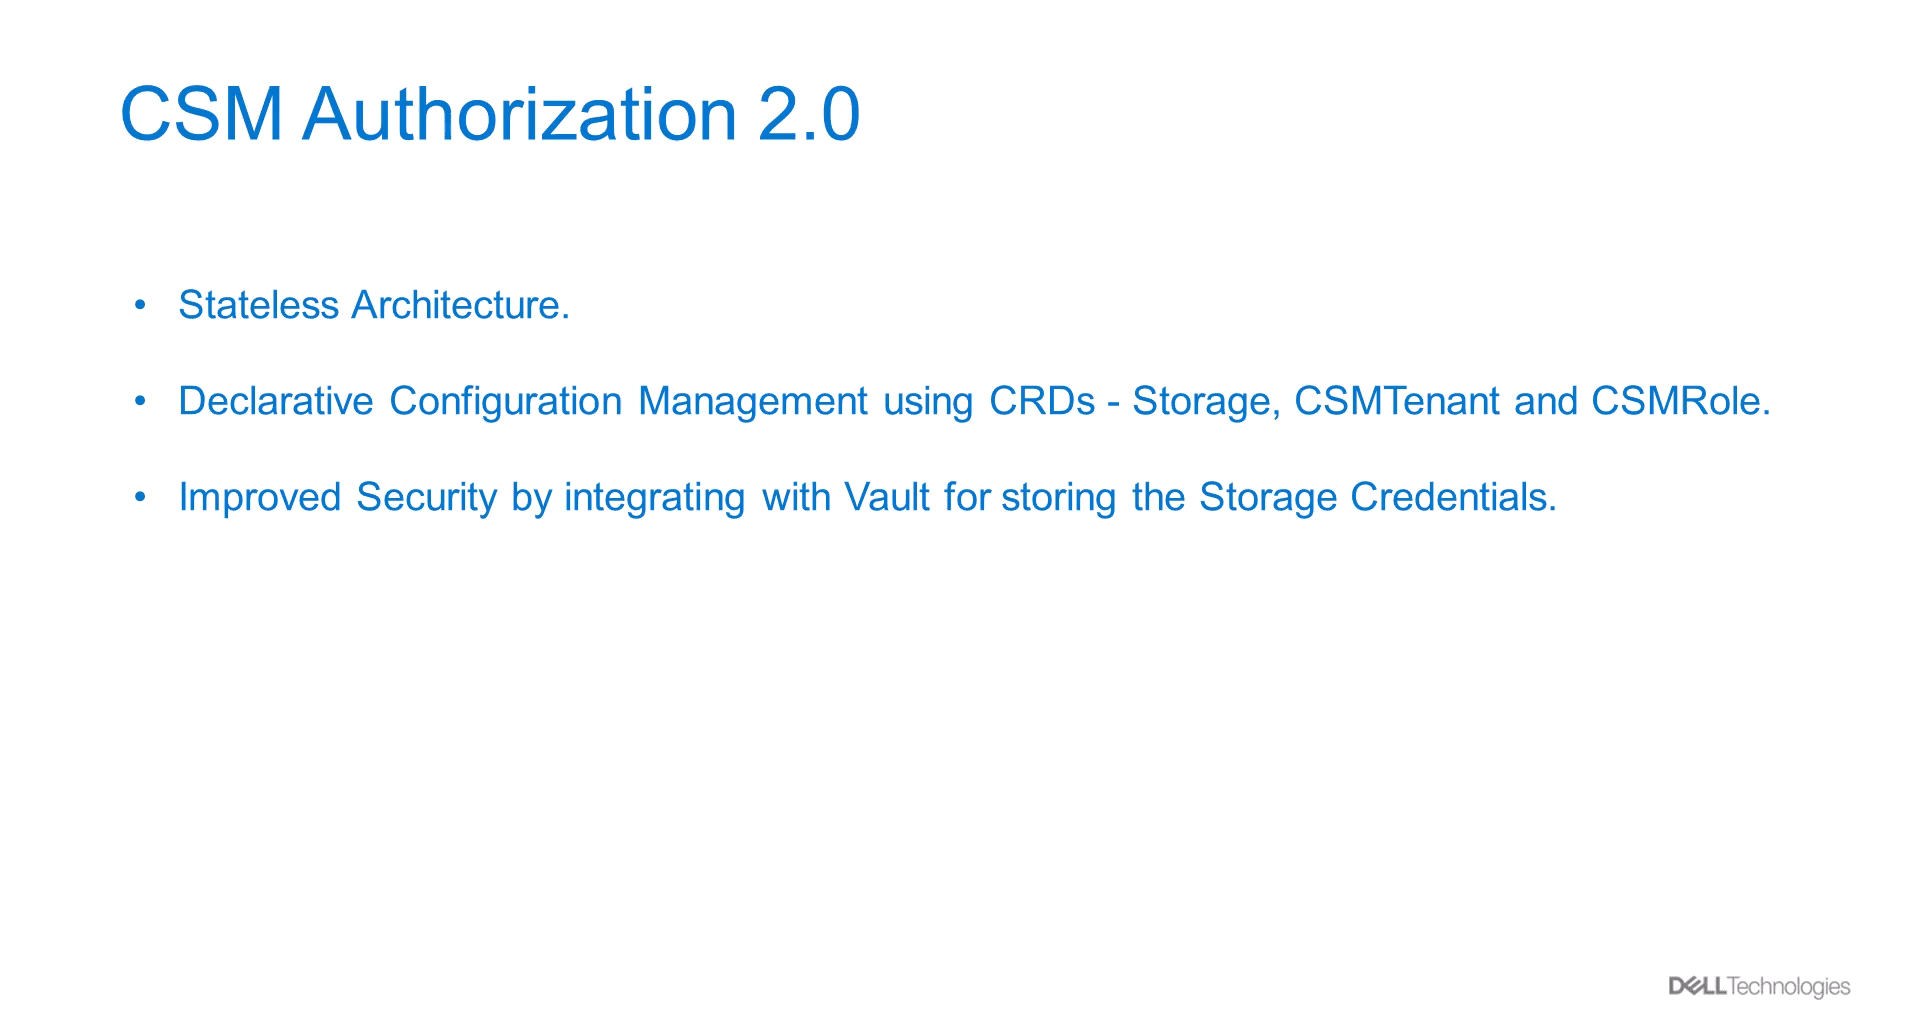 CSM Authorization 2.0
• Stateless Architecture.
• Declarative Configuration Management using CRDs - Storage, CSMTenant and CSMRole.
• Improved Security by integrating with Vault for storing the Storage Credentials.
DELLTechnologies